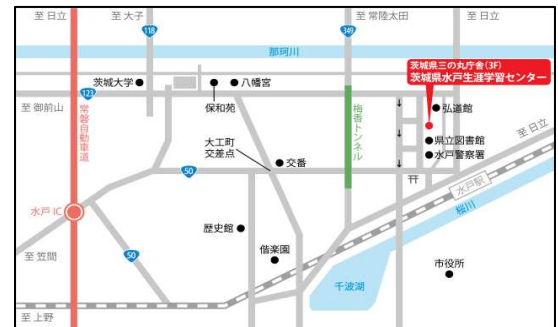 至 日立
至 大子
至 常陸太田
至 日立
118
349
那珂川
茨城県三の丸庁舎(3F)
茨城県水戸生涯学習センター
茨城大学
八幡宮
123
保和苑
弘道館
至 御前山
常磐自動車道
梅香トンネル
大工町
交差点
県立図書館
至 日立
水戸警察署
交番
50
水戸駅
桜川
水戸 IC
歴史館
偕楽園
至 笠間
50
市役所
千波湖
至 上野